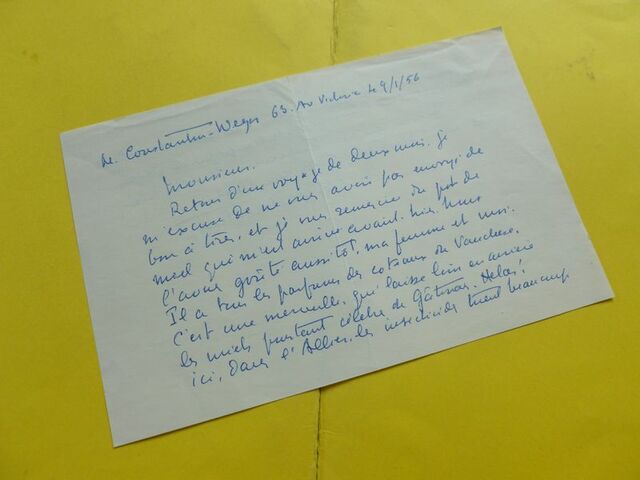 M. Constantin-Weyer 63. Av Victoria le 9/1/56
Monsieur.
Retour d'un voyage de deux mois. je
m'excuse de ne vous avoir pas envoyé de
bon à tirer, et je vous remercie du pot de
miel qui m'est arrivé avant-hier. Nous
l'avons goûté aussitôt, ma femme et moi.
Il a tous les parfums des coteaux du Vaucluse.
C'est une merveille, qui laisse loin en arrière
les miels pourtant célèbres du Gâtinais. Hélas!
ici, dans l'Allier, les insecticides tuent beaucoup